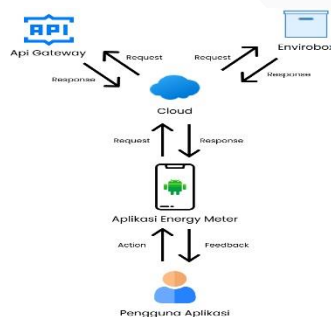 API
Api Gateway
Envirobox
Request
Request
Response
Response
Cloud
Request
Response
Aplikasi Energy Meter
Action
Feedback
Pengguna Aplikasi